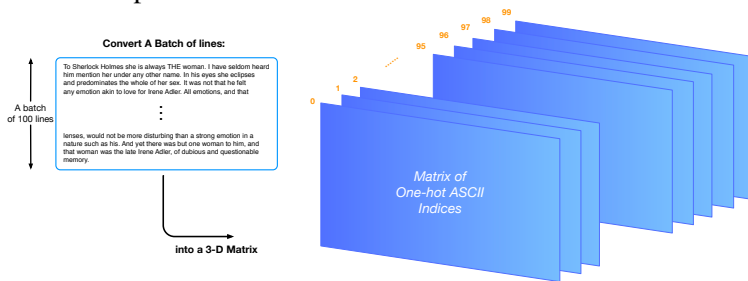 Convert A Batch of lines:
To Sherlock Holmes she is always THE woman. I have seldom heard
him mention her under any other name. In his eyes she eclipses
and predominates the whole of her sex. It was not that he felt
any emotion akin to love for Irene Adler. All emotions, and that
lenses, would not be more disturbing than a strong emotion in a
nature such as his. And yet there was but one woman to him, and
that woman was the late Irene Adler, of dubious and questionable
memory.
A batch
of 100 lines
into a 3-D Matrix
0
1
2
......
95
96
97
98
99
Matrix of
One-hot ASCII
Indices